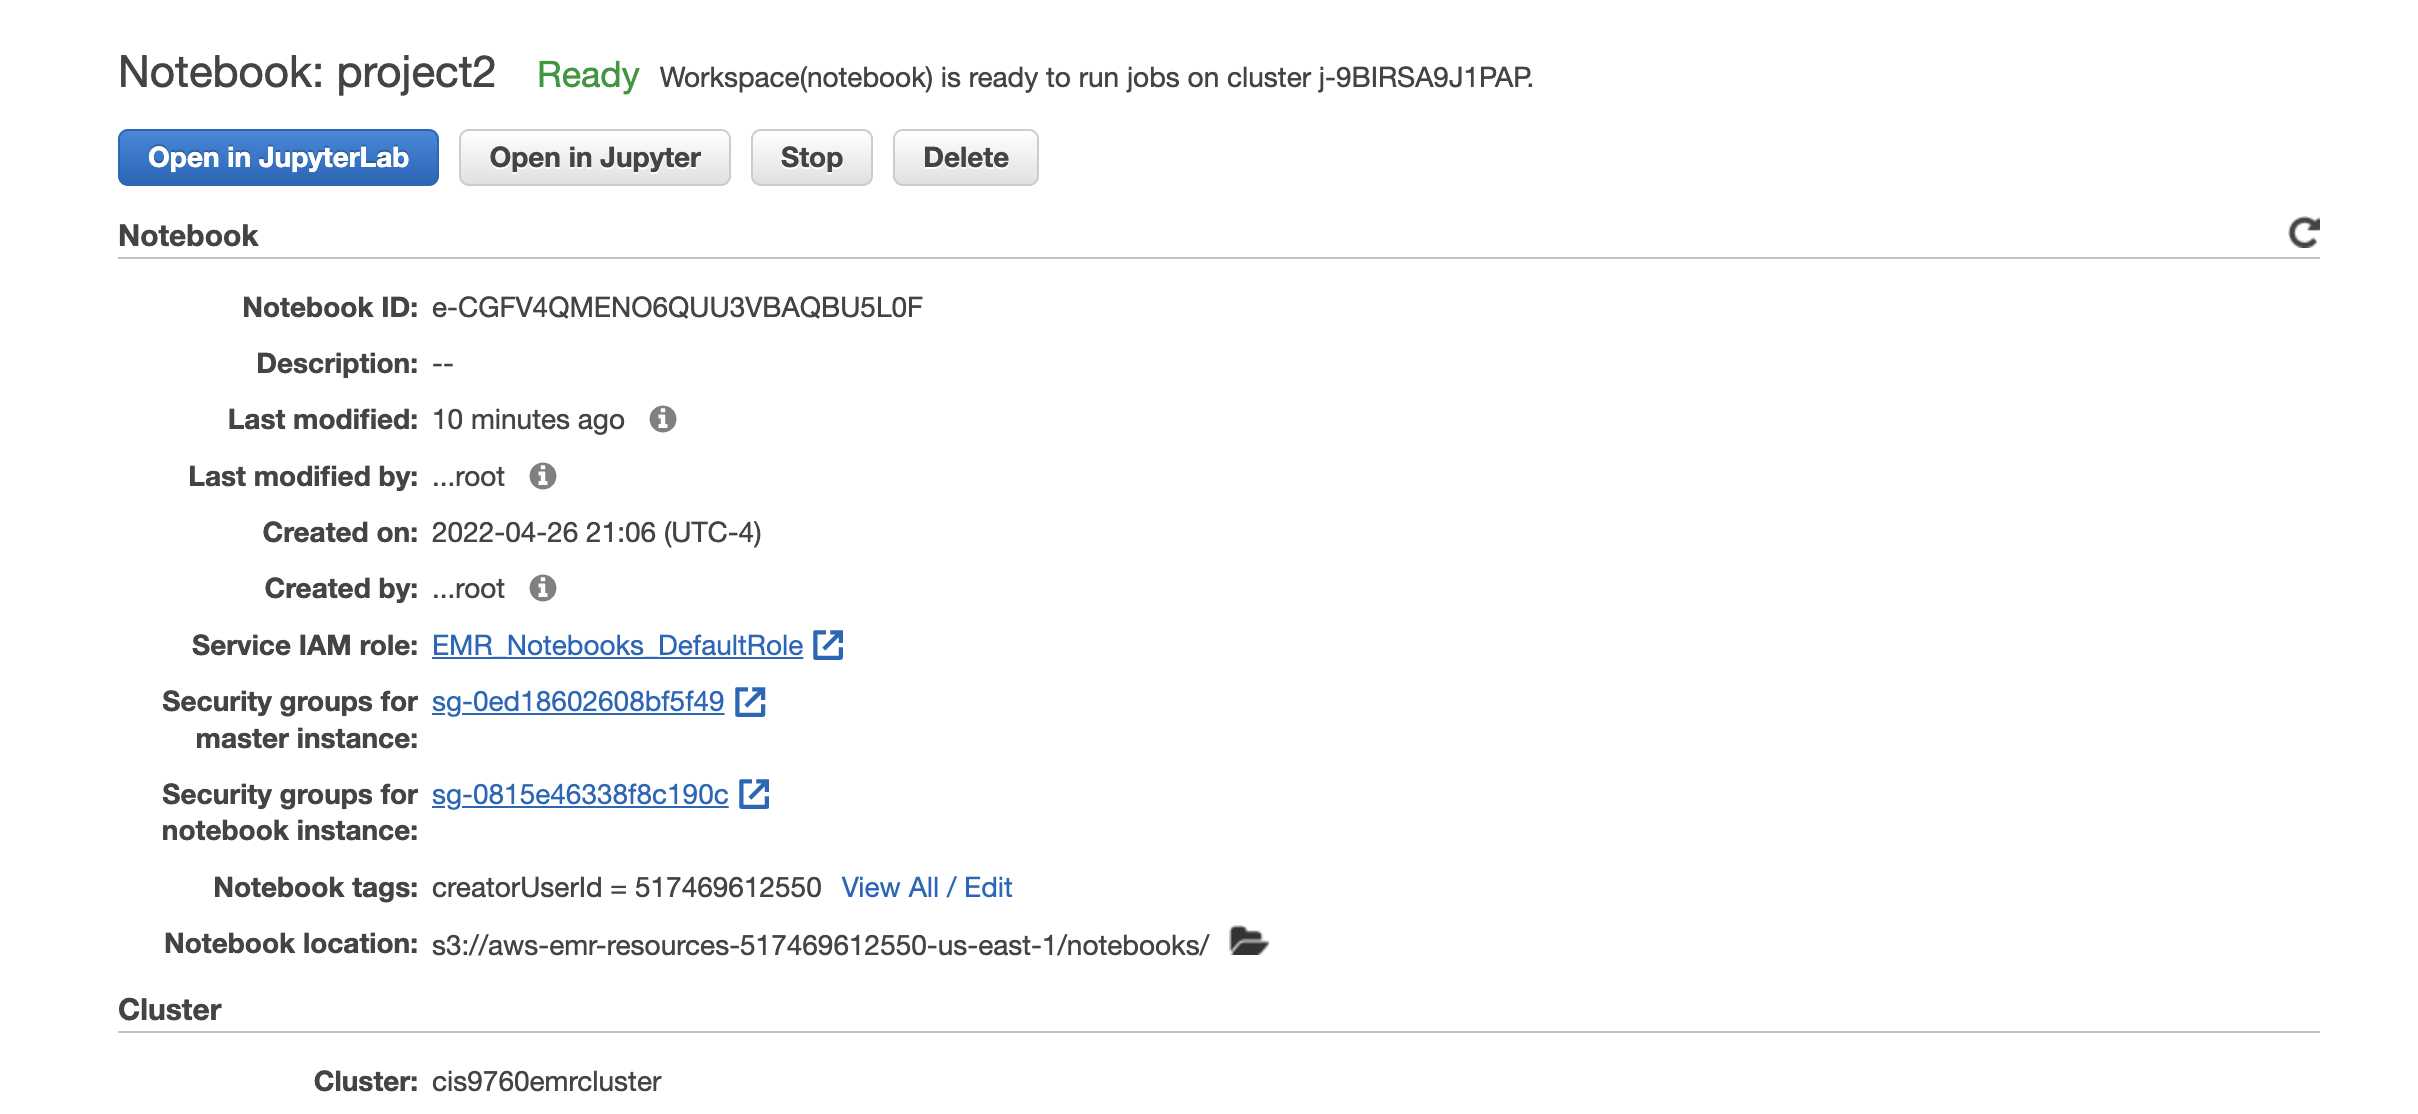 Notebook: project2 Ready Workspace(notebook) is ready to run jobs on cluster j-9BIRSA9J1PAP.
Open in JupyterLab Open in Jupyter Stop Delete
Notebook
Notebook ID: e-CGFV4QMENO6QUU3VBAQBU5L0F
Description: --
Last modified: 10 minutes ago
Last modified by: ...root
Created on: 2022-04-26 21:06 (UTC-4)
Created by: ...root
Service IAM role: EMR_Notebooks_DefaultRole
Security groups for sg-0ed18602608bf5f49
master instance:
Security groups for sg-0815e46338f8c190c
notebook instance:
Notebook tags: creatorUserId = 517469612550 View All / Edit
Notebook location: s3://aws-emr-resources-517469612550-us-east-1/notebooks/
Cluster
Cluster: cis9760emrcluster